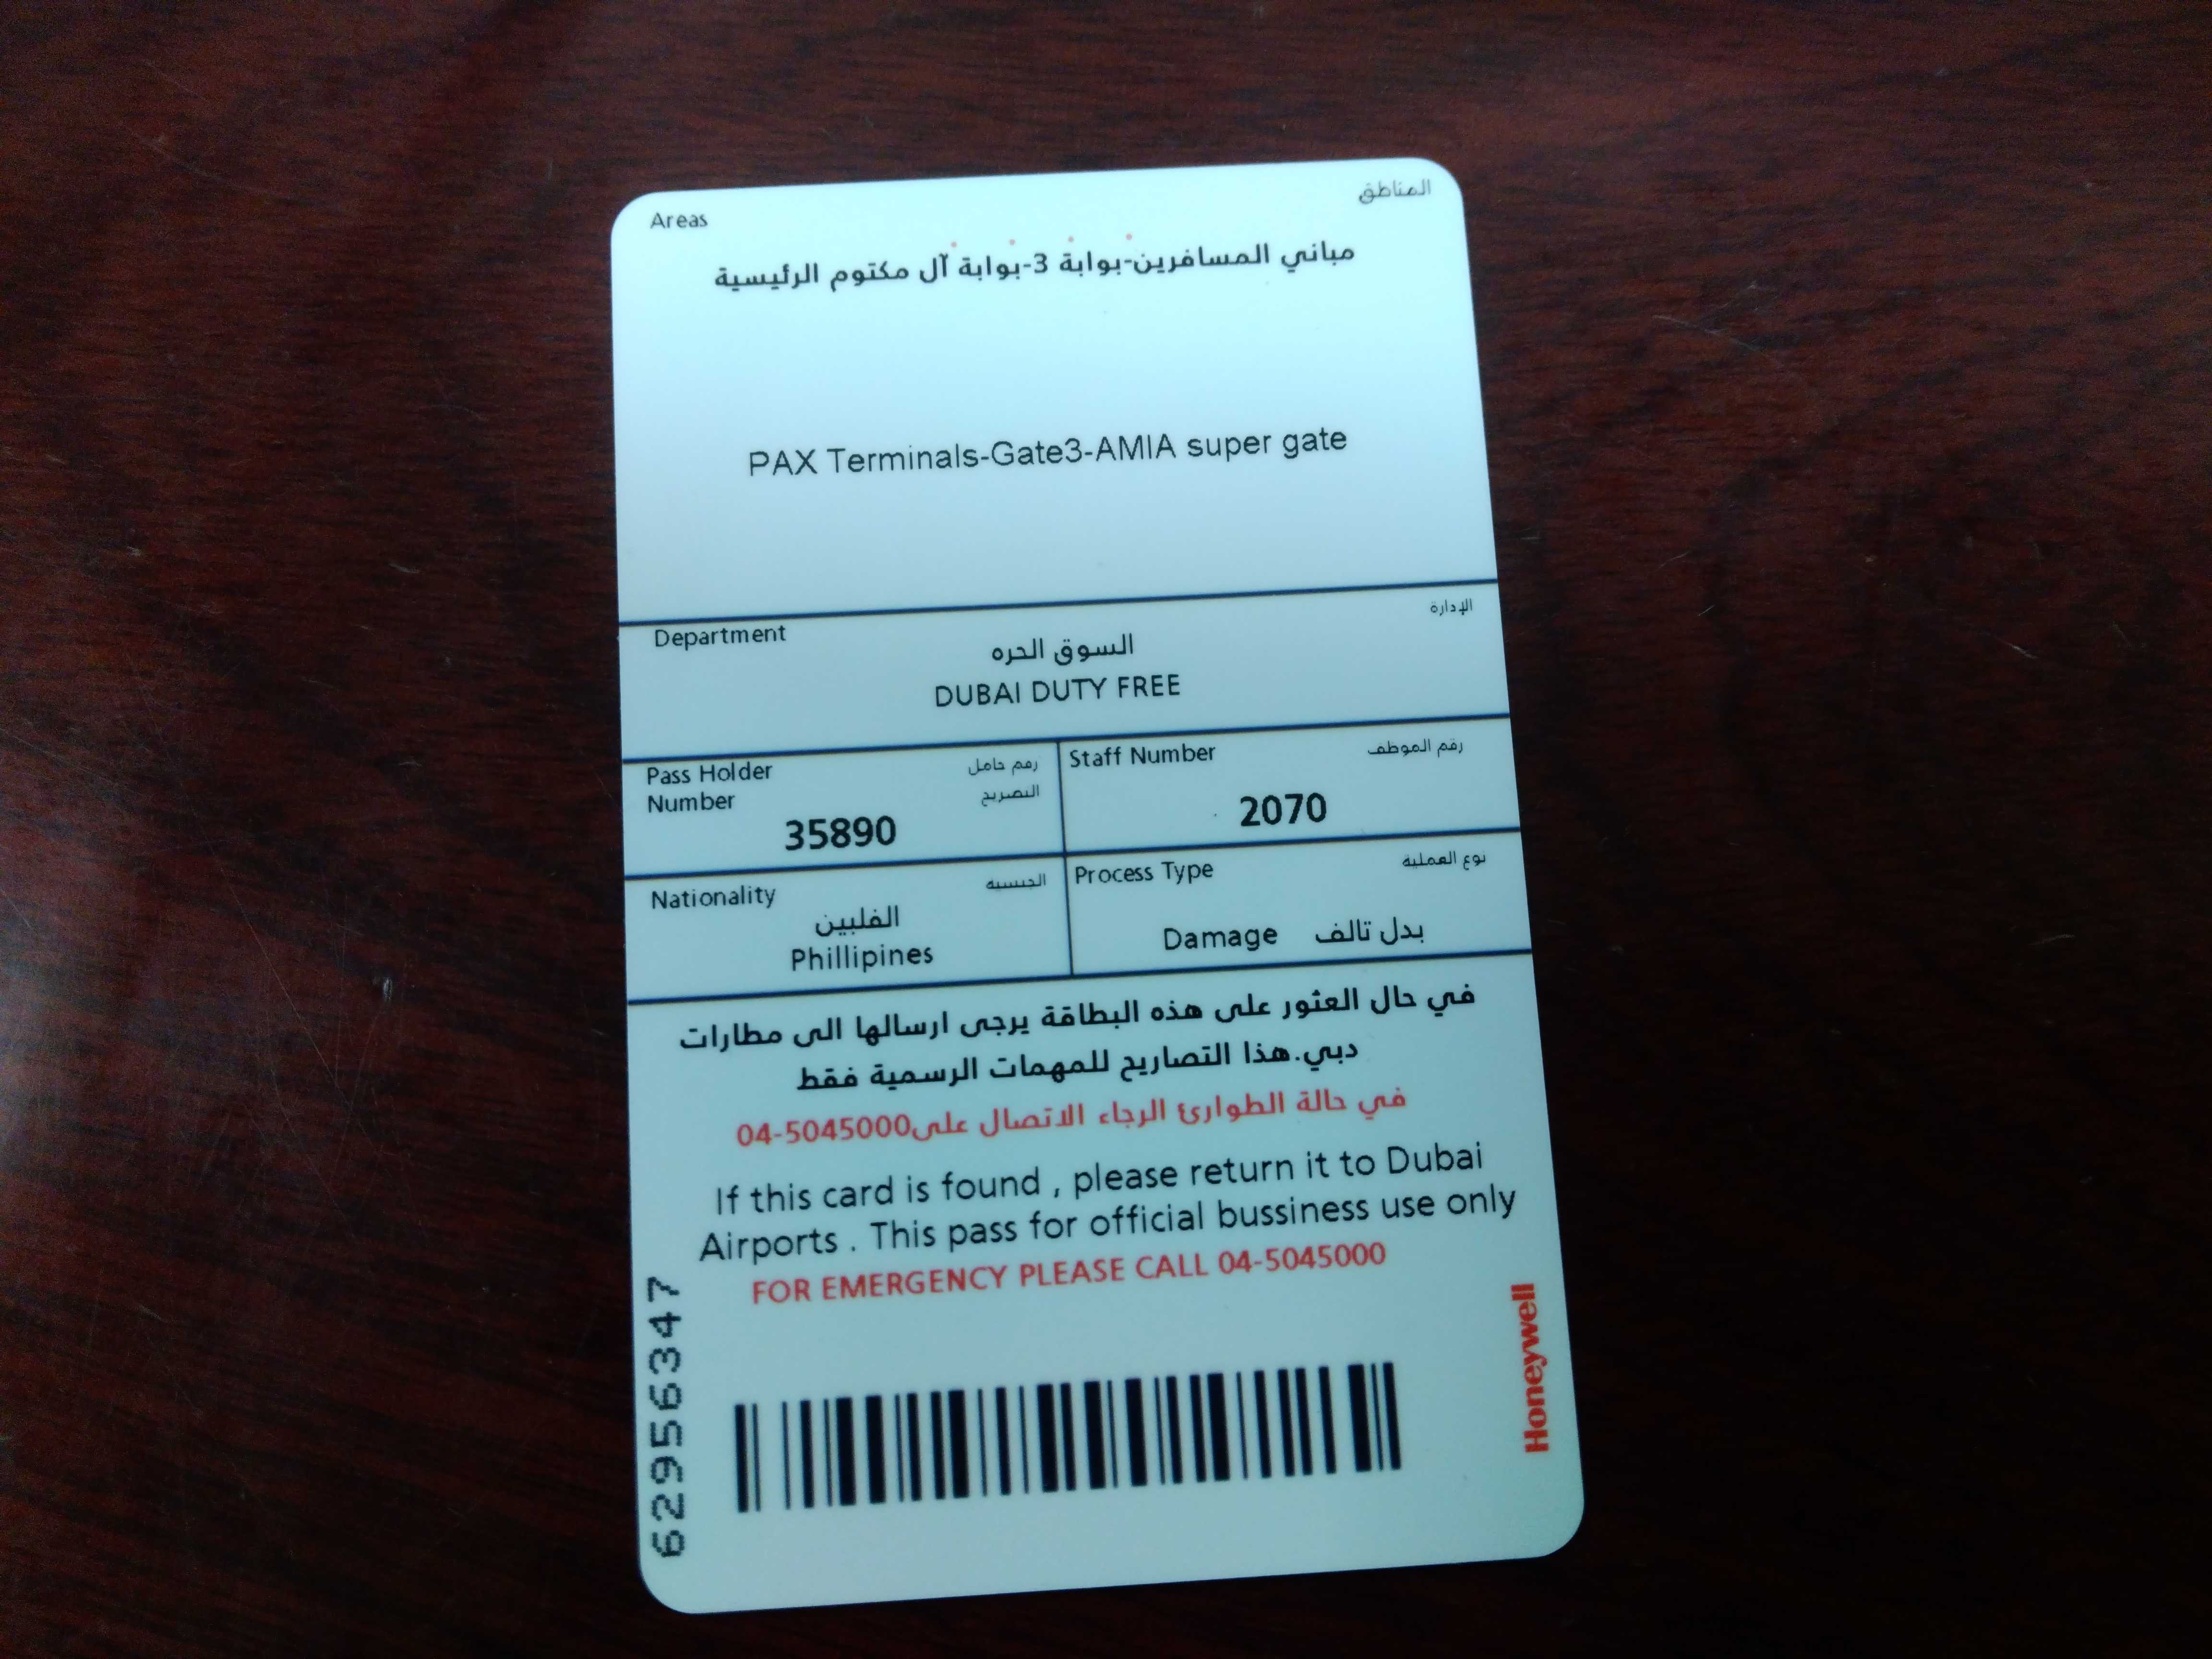 Areas
المناطق
مباني المسافرين-بوابة 3-بوابة آل مكتوم الرئيسية
PAX Terminals-Gate3-AMIA super gate
Department
الإدارة
السوق الحره
DUBAI DUTY FREE
Pass Holder Number
رقم حامل التصريح
35890
Staff Number
رقم الموظف
2070
Nationality
الجنسية
الفلبين
Phillipines
Process Type
نوع العملية
Damage بدل تالف
في حال العثور على هذه البطاقة يرجى ارسالها الى مطارات
دبي.هذا التصاريح للمهمات الرسمية فقط
في حالة الطوارئ الرجاء الاتصال على04-5045000
If this card is found , please return it to Dubai
Airports . This pass for official bussiness use only
FOR EMERGENCY PLEASE CALL 04-5045000
62956347
Honeywell